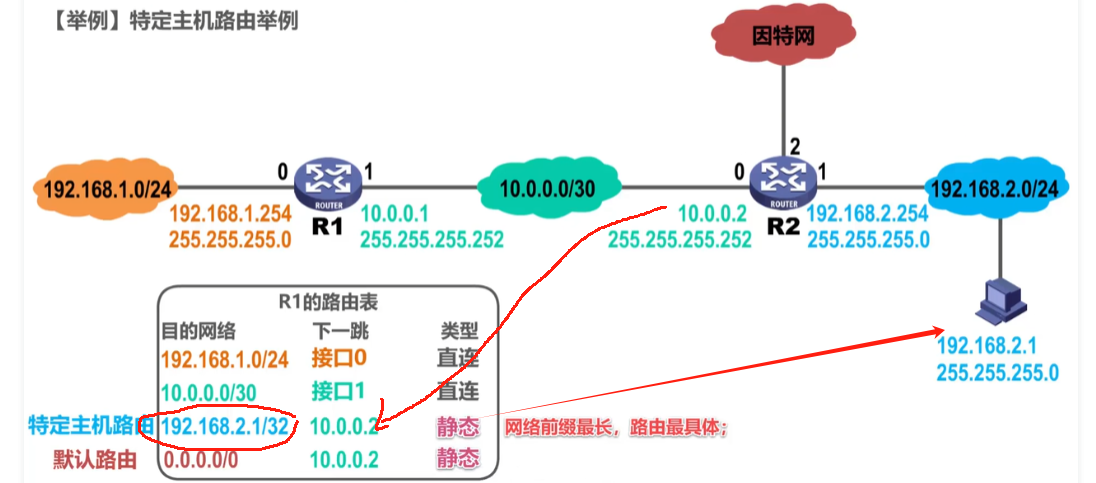 【举例】特定主机路由举例
因特网
2
0
1
0
1
192.168.1.0/24
10.0.0.0/30
192.168.2.0/24
ROUTER
ROUTER
192.168.1.254
255.255.255.0
R1
10.0.0.1
255.255.255.252
10.0.0.2
255.255.255.252
R2
192.168.2.254
255.255.255.0
R1的路由表
目的网络 下一跳 类型
192.168.1.0/24 接口0 直连
10.0.0.0/30 接口1 直连
特定主机路由 192.168.2.1/32 10.0.0.2 静态 网络前缀最长，路由最具体；
默认路由 0.0.0.0/0 10.0.0.2 静态
192.168.2.1
255.255.255.0